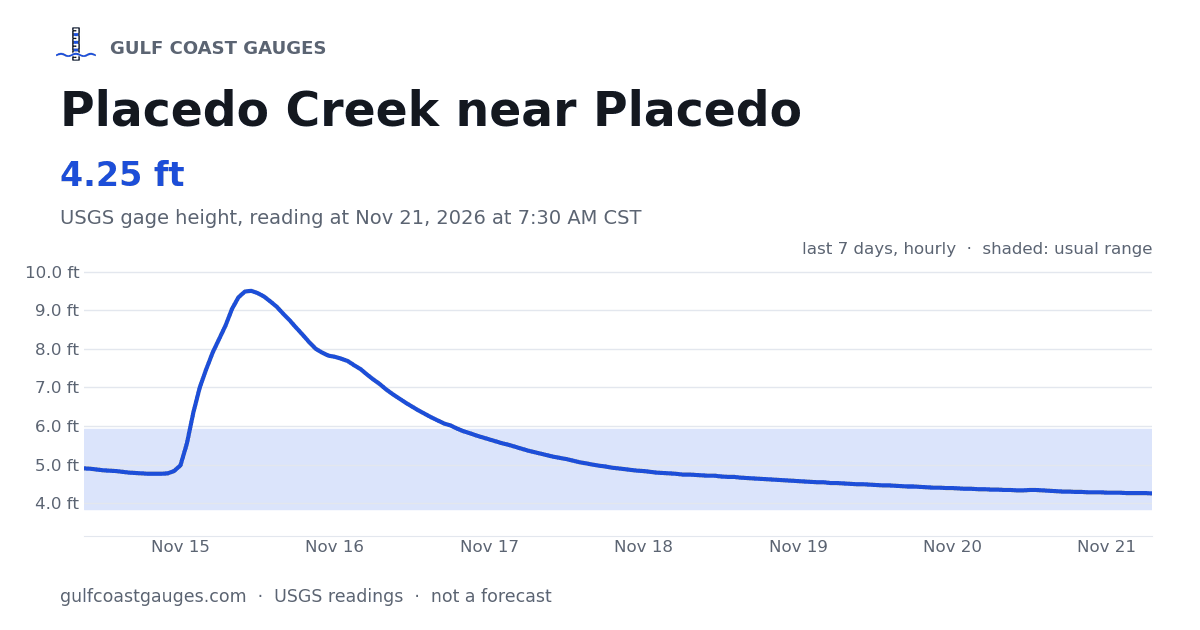 GULF COAST GAUGES
Placedo Creek near Placedo
4.25 ft
USGS gage height, reading at Nov 21, 2026 at 7:30 AM CST
last 7 days, hourly · shaded: usual range
10.0 ft
9.0 ft
8.0 ft
7.0 ft
6.0 ft
5.0 ft
4.0 ft
Nov 15 Nov 16 Nov 17 Nov 18 Nov 19 Nov 20 Nov 21
gulfcoastgauges.com · USGS readings · not a forecast